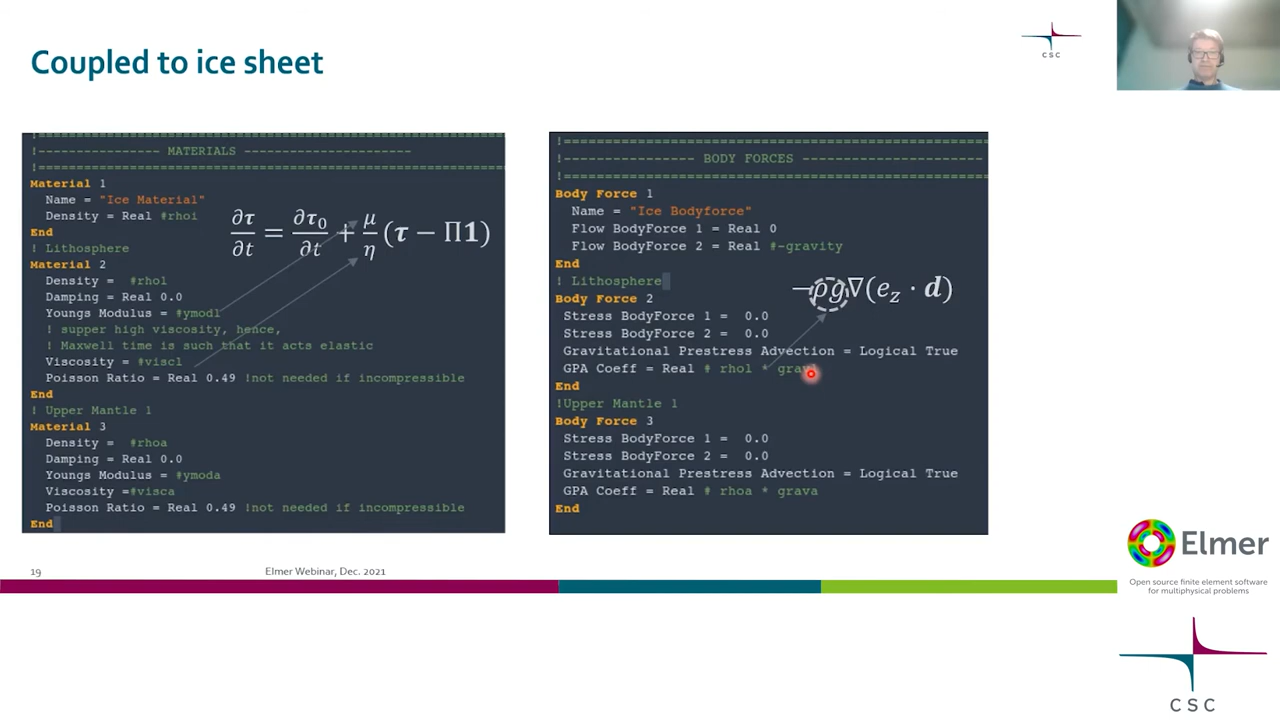 Coupled to ice sheet
CSC
!================================================================
!---------------- MATERIALS ----------------------
!================================================================
Material 1
Name = "Ice Material"
Density = Real #rhoi
End
! Lithosphere
Material 2
Density =  #rhol
Damping = Real 0.0
Youngs Modulus = #ymodl
! supper high viscosity, hence,
! Maxwell time is such that it acts elastic
Viscosity = #viscl
Poisson Ratio = Real 0.49 !not needed if incompressible
End
! Upper Mantle 1
Material 3
Density =  #rhoa
Damping = Real 0.0
Youngs Modulus = #ymoda
Viscosity =#visca
Poisson Ratio = Real 0.49 !not needed if incompressible
End
∂τ/∂t = ∂τ₀/∂t + μ/η (τ − Π1)
!====================================================
!---------------- BODY FORCES ----------------------
!====================================================
Body Force 1
Name = "Ice Bodyforce"
Flow BodyForce 1 = Real 0
Flow BodyForce 2 = Real #-gravity
End
! Lithosphere
Body Force 2
Stress BodyForce 1 =  0.0
Stress BodyForce 2 =  0.0
Gravitational Prestress Advection = Logical True
GPA Coeff = Real # rhol *
End
!Upper Mantle 1
Body Force 3
Stress BodyForce 1 =  0.0
Stress BodyForce 2 =  0.0
Gravitational Prestress Advection = Logical True
GPA Coeff = Real # rhoa * grava
End
−ρg∇(e_z · d)
19
Elmer Webinar, Dec. 2021
Elmer
Open source finite element software
for multiphysical problems
CSC